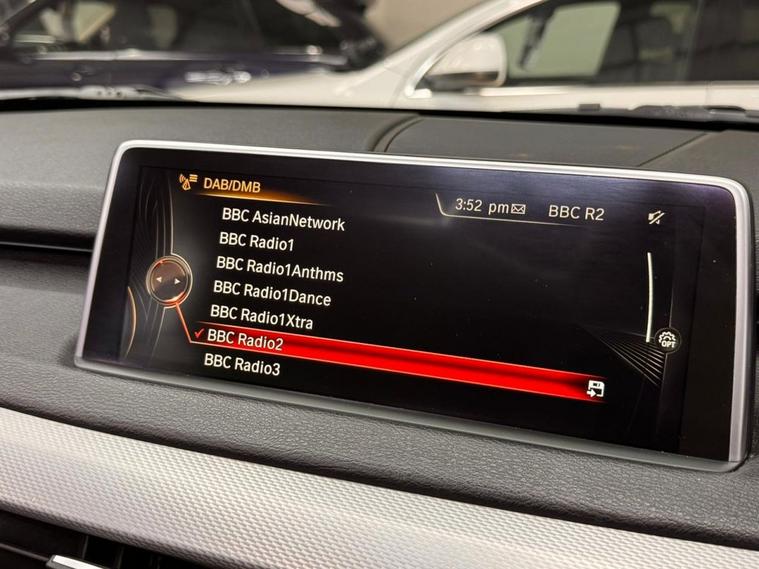 DAB/DMB
3:52 pm BBC R2
BBC AsianNetwork
BBC Radio1
BBC Radio1Anthms
BBC Radio1Dance
BBC Radio1Xtra
BBC Radio2
BBC Radio3
OPT